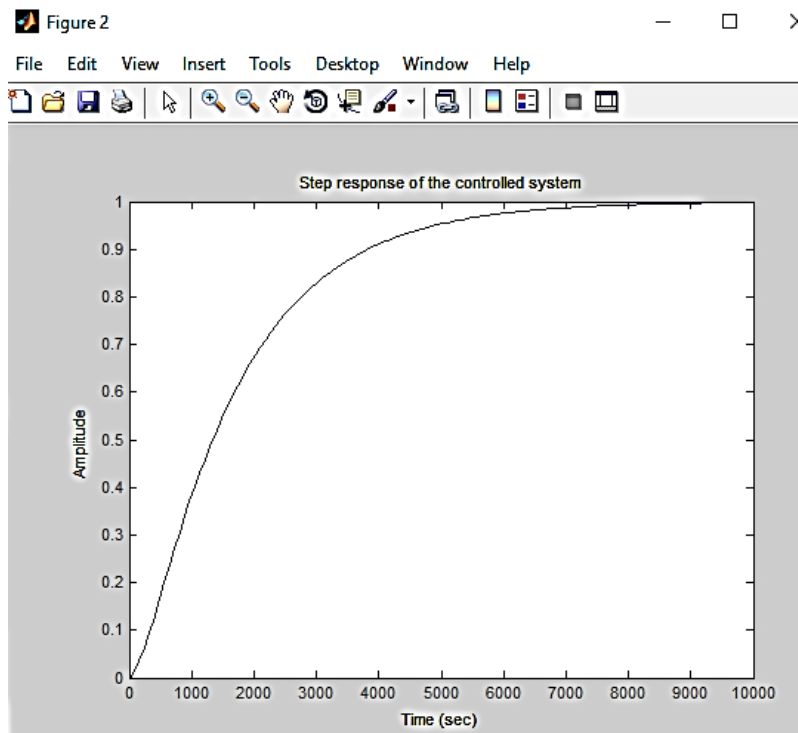 Figure 2
File Edit View Insert Tools Desktop Window Help
Step response of the controlled system
1
0.9
0.8
0.7
0.6
0.5
0.4
0.3
0.2
0.1
0
Amplitude
0 1000 2000 3000 4000 5000 6000 7000 8000 9000 10000
Time (sec)